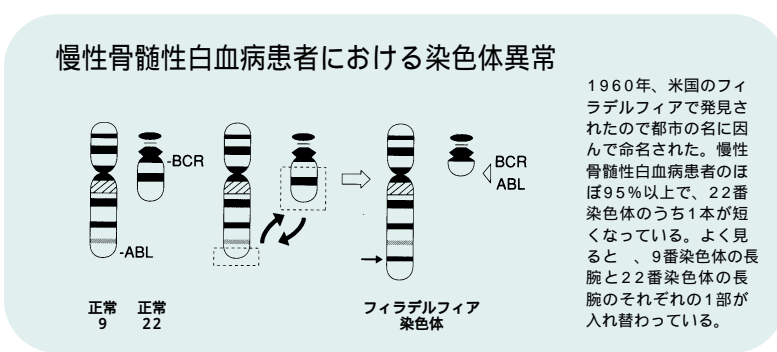 慢性骨髄性白血病患者における染色体異常
1960年、米国のフィ
ラデルフィアで発見さ
れたので都市の名に因
んで命名された。慢性
骨髄性白血病患者のほ
ぼ95%以上で、22番
染色体のうち1本が短
くなっている。よく見
ると 、9番染色体の長
腕と22番染色体の長
腕のそれぞれの1部が
入れ替わっている。
-BCR
-ABL
BCR
ABL
正常
9
正常
22
フィラデルフィア
染色体